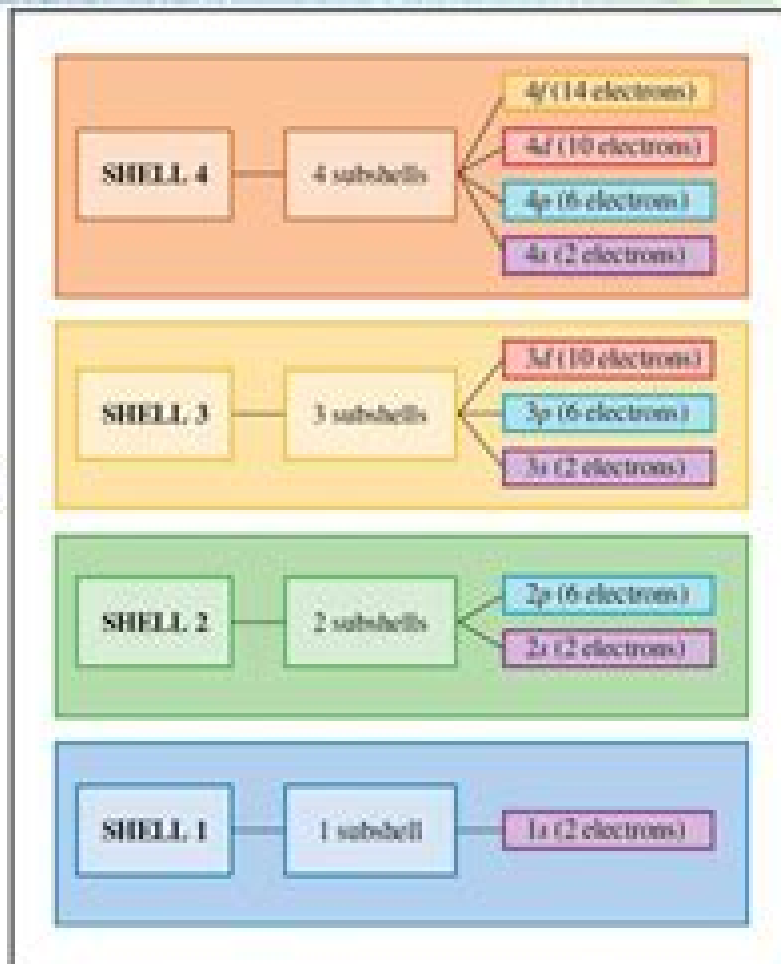 SHELL 4
4 subshells
4f (14 electrons)
4d (10 electrons)
4p (6 electrons)
4s (2 electrons)
SHELL 3
3 subshells
3d (10 electrons)
3p (6 electrons)
3s (2 electrons)
SHELL 2
2 subshells
2p (6 electrons)
2s (2 electrons)
SHELL 1
1 subshell
1s (2 electrons)